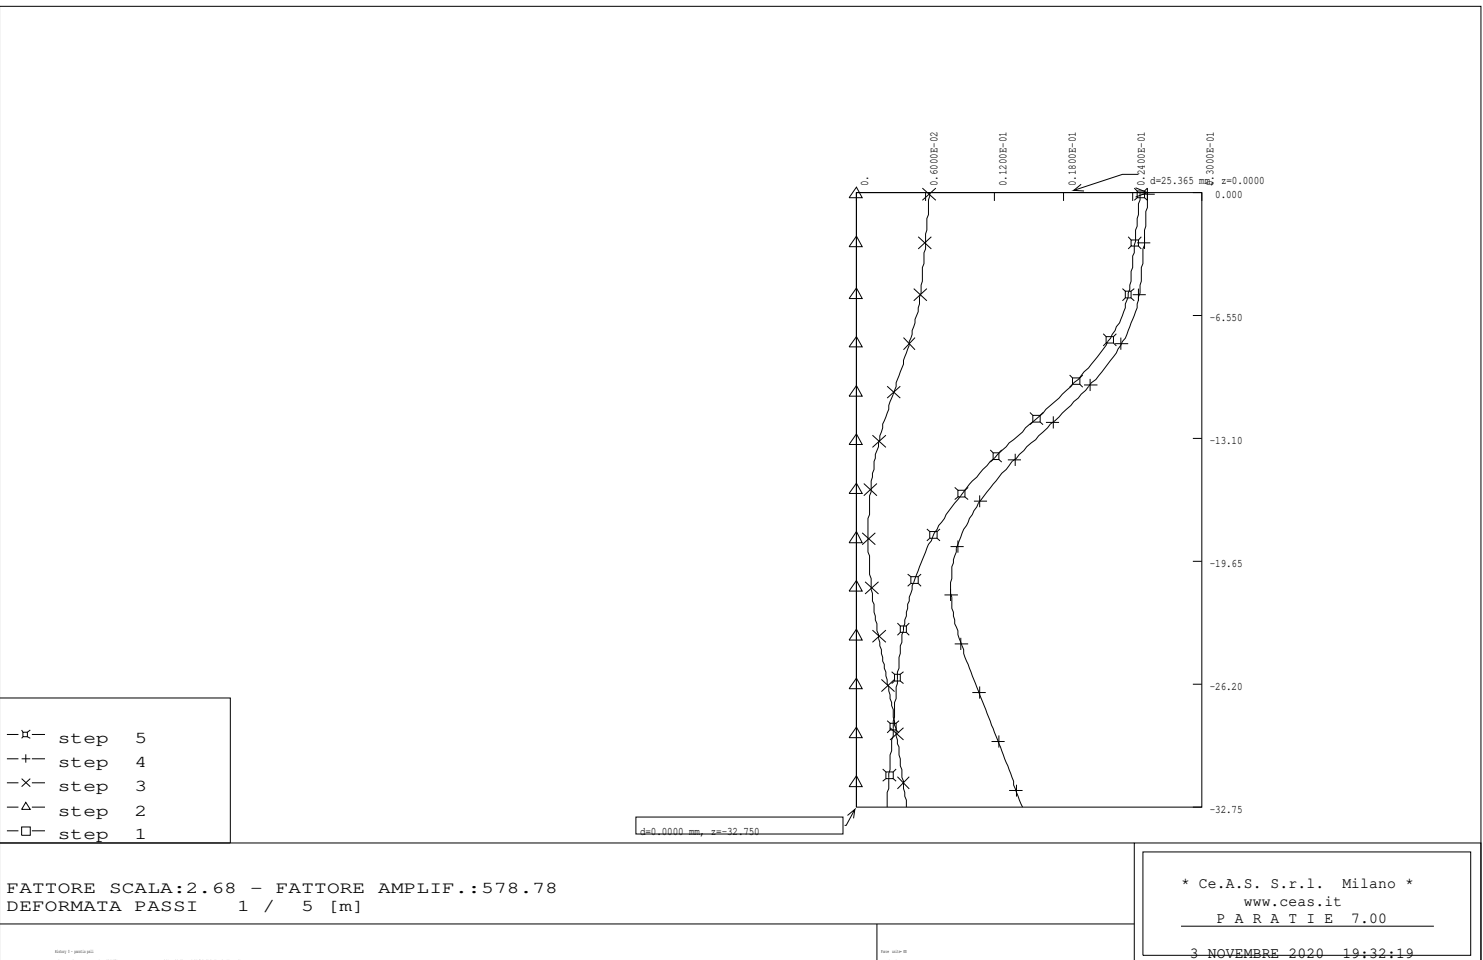 0.
0.6000E-02
0.1200E-01
0.1800E-01
0.2400E-01
0.3000E-01
d=25.365 mm, z=0.0000
0.000
-6.550
-13.10
-19.65
-26.20
-32.75
step 5
step 4
step 3
step 2
step 1
d=0.0000 mm, z=-32.750
FATTORE SCALA:2.68 - FATTORE AMPLIF.:578.78
DEFORMATA PASSI 1 / 5 [m]
* Ce.A.S. S.r.l. Milano *
www.ceas.it
P A R A T I E 7.00
3 NOVEMBRE 2020 19:32:19